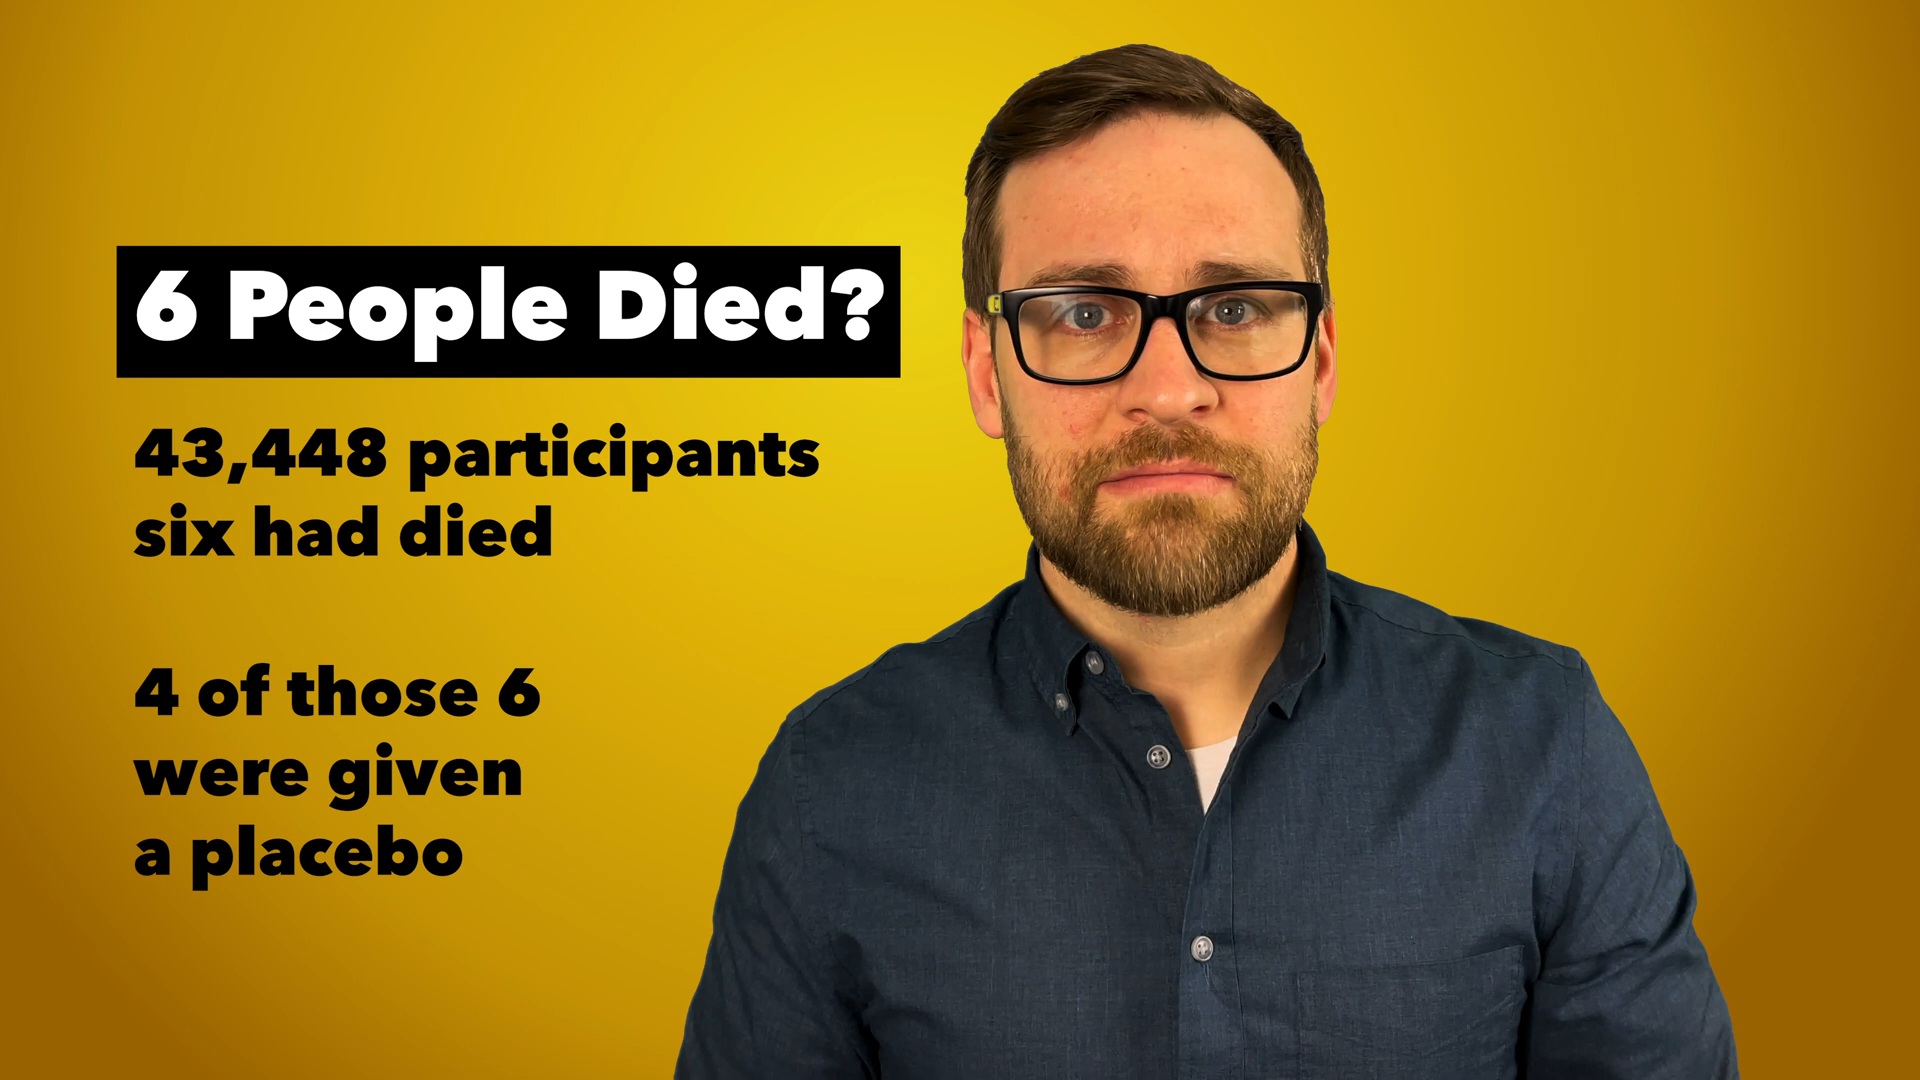 6 People Died?
43,448 participants
six had died
4 of those 6
were given
a placebo